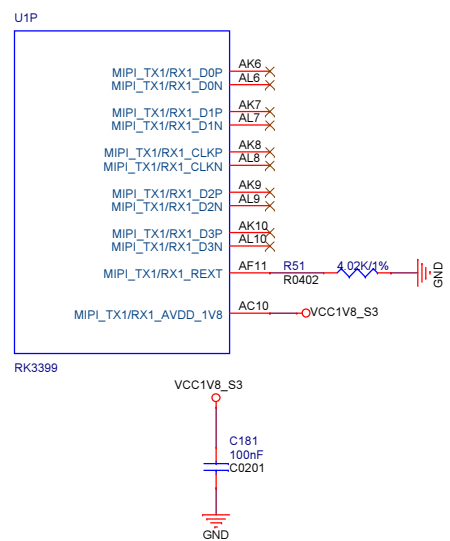 U1P
MIPI_TX1/RX1_D0P AK6
MIPI_TX1/RX1_D0N AL6
MIPI_TX1/RX1_D1P AK7
MIPI_TX1/RX1_D1N AL7
MIPI_TX1/RX1_CLKP AK8
MIPI_TX1/RX1_CLKN AL8
MIPI_TX1/RX1_D2P AK9
MIPI_TX1/RX1_D2N AL9
MIPI_TX1/RX1_D3P AK10
MIPI_TX1/RX1_D3N AL10
MIPI_TX1/RX1_REXT AF11 R51 4.02K/1% GND
R0402
MIPI_TX1/RX1_AVDD_1V8 AC10 VCC1V8_S3
RK3399
VCC1V8_S3
C181
100nF
C0201
GND